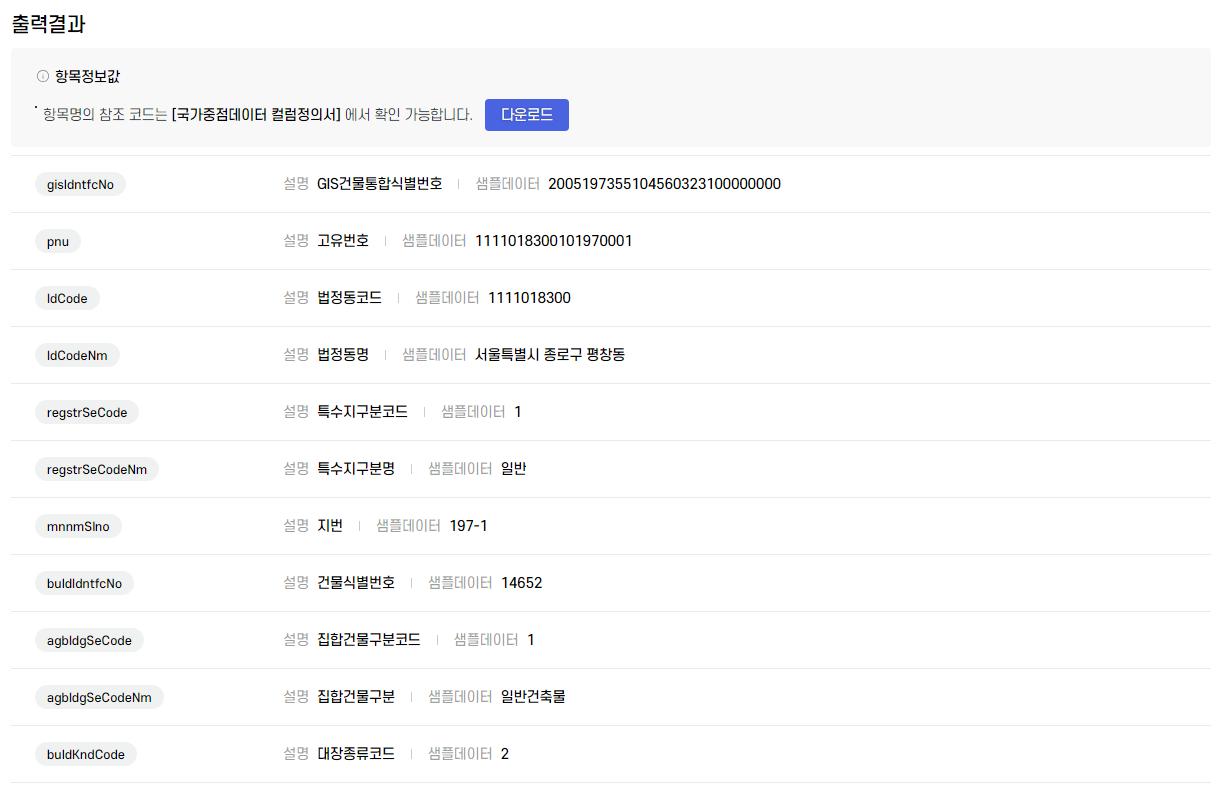 출력결과
항목정보값
항목명의 참조 코드는 [국가중점데이터 컬럼정의서] 에서 확인 가능합니다. 다운로드
gisIdntfcNo 설명 GIS건물통합식별번호 샘플데이터 2005197355104560323100000000
pnu 설명 고유번호 샘플데이터 1111018300101970001
ldCode 설명 법정동코드 샘플데이터 1111018300
ldCodeNm 설명 법정동명 샘플데이터 서울특별시 종로구 평창동
regstrSeCode 설명 특수지구분코드 샘플데이터 1
regstrSeCodeNm 설명 특수지구분명 샘플데이터 일반
mnnmSlno 설명 지번 샘플데이터 197-1
buldIdntfcNo 설명 건물식별번호 샘플데이터 14652
agbldgSeCode 설명 집합건물구분코드 샘플데이터 1
agbldgSeCodeNm 설명 집합건물구분 샘플데이터 일반건축물
buldKndCode 설명 대장종류코드 샘플데이터 2